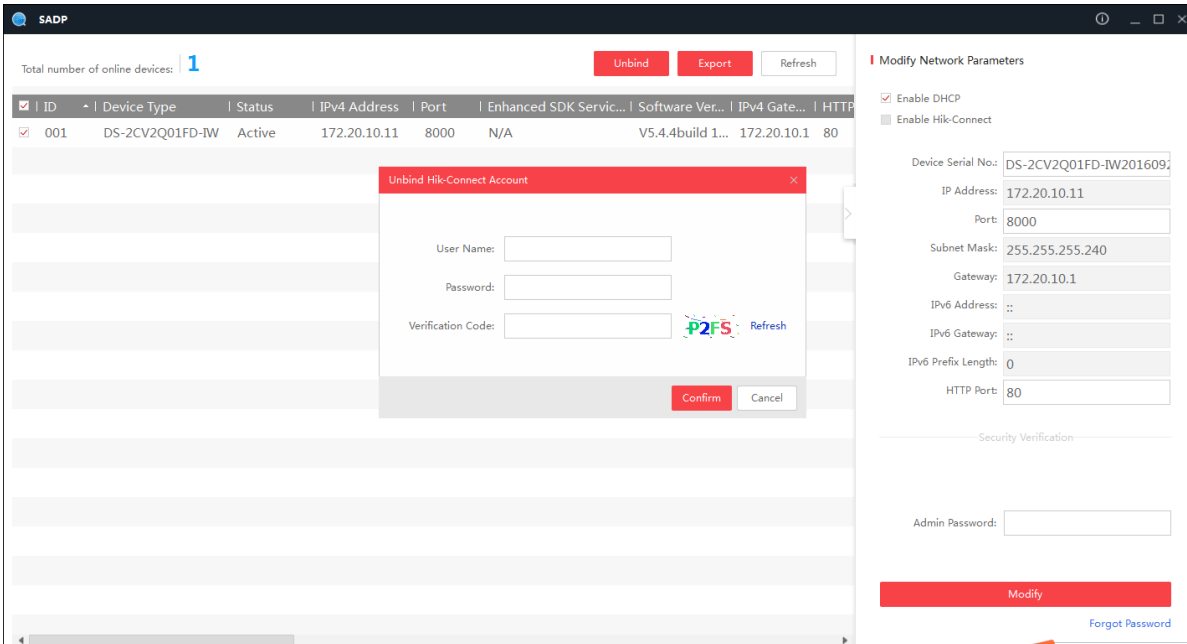 SADP
Total number of online devices: 1
Unbind
Export
Refresh
ID Device Type Status IPv4 Address Port Enhanced SDK Servic... Software Ver... IPv4 Gate... HTTP
001 DS-2CV2Q01FD-IW Active 172.20.10.11 8000 N/A V5.4.4build 1... 172.20.10.1 80
Unbind Hik-Connect Account
User Name:
Password:
Verification Code: P2FS Refresh
Confirm
Cancel
Modify Network Parameters
Enable DHCP
Enable Hik-Connect
Device Serial No.: DS-2CV2Q01FD-IW2016092
IP Address: 172.20.10.11
Port: 8000
Subnet Mask: 255.255.255.240
Gateway: 172.20.10.1
IPv6 Address: ::
IPv6 Gateway: ::
IPv6 Prefix Length: 0
HTTP Port: 80
Security Verification
Admin Password:
Modify
Forgot Password